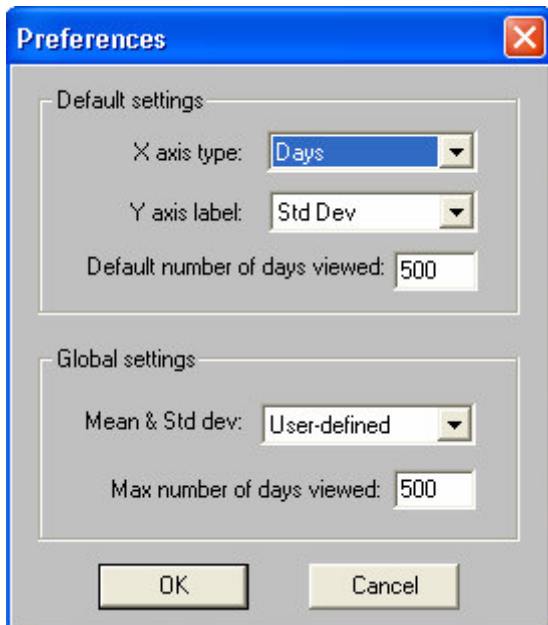 Preferences
Default settings
X axis type: Days
Y axis label: Std Dev
Default number of days viewed: 500
Global settings
Mean & Std dev: User-defined
Max number of days viewed: 500
OK Cancel